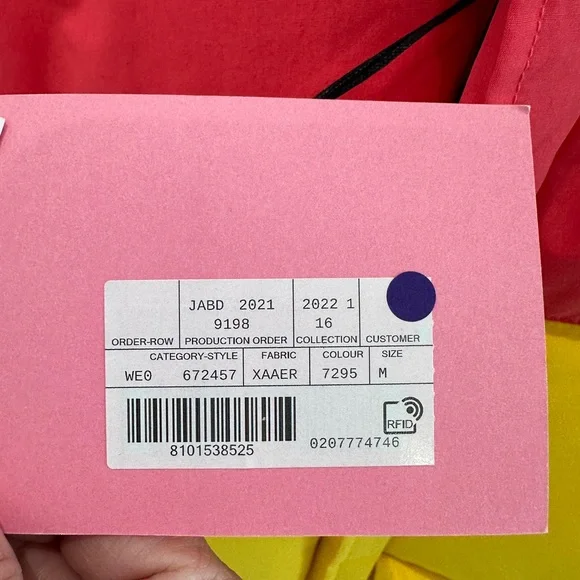 JABD 2021 2022 1
9198 16
ORDER-ROW PRODUCTION ORDER COLLECTION CUSTOMER
CATEGORY-STYLE FABRIC COLOUR SIZE
WE0 672457 XAAER 7295 M
RFID
0207774746
8101538525